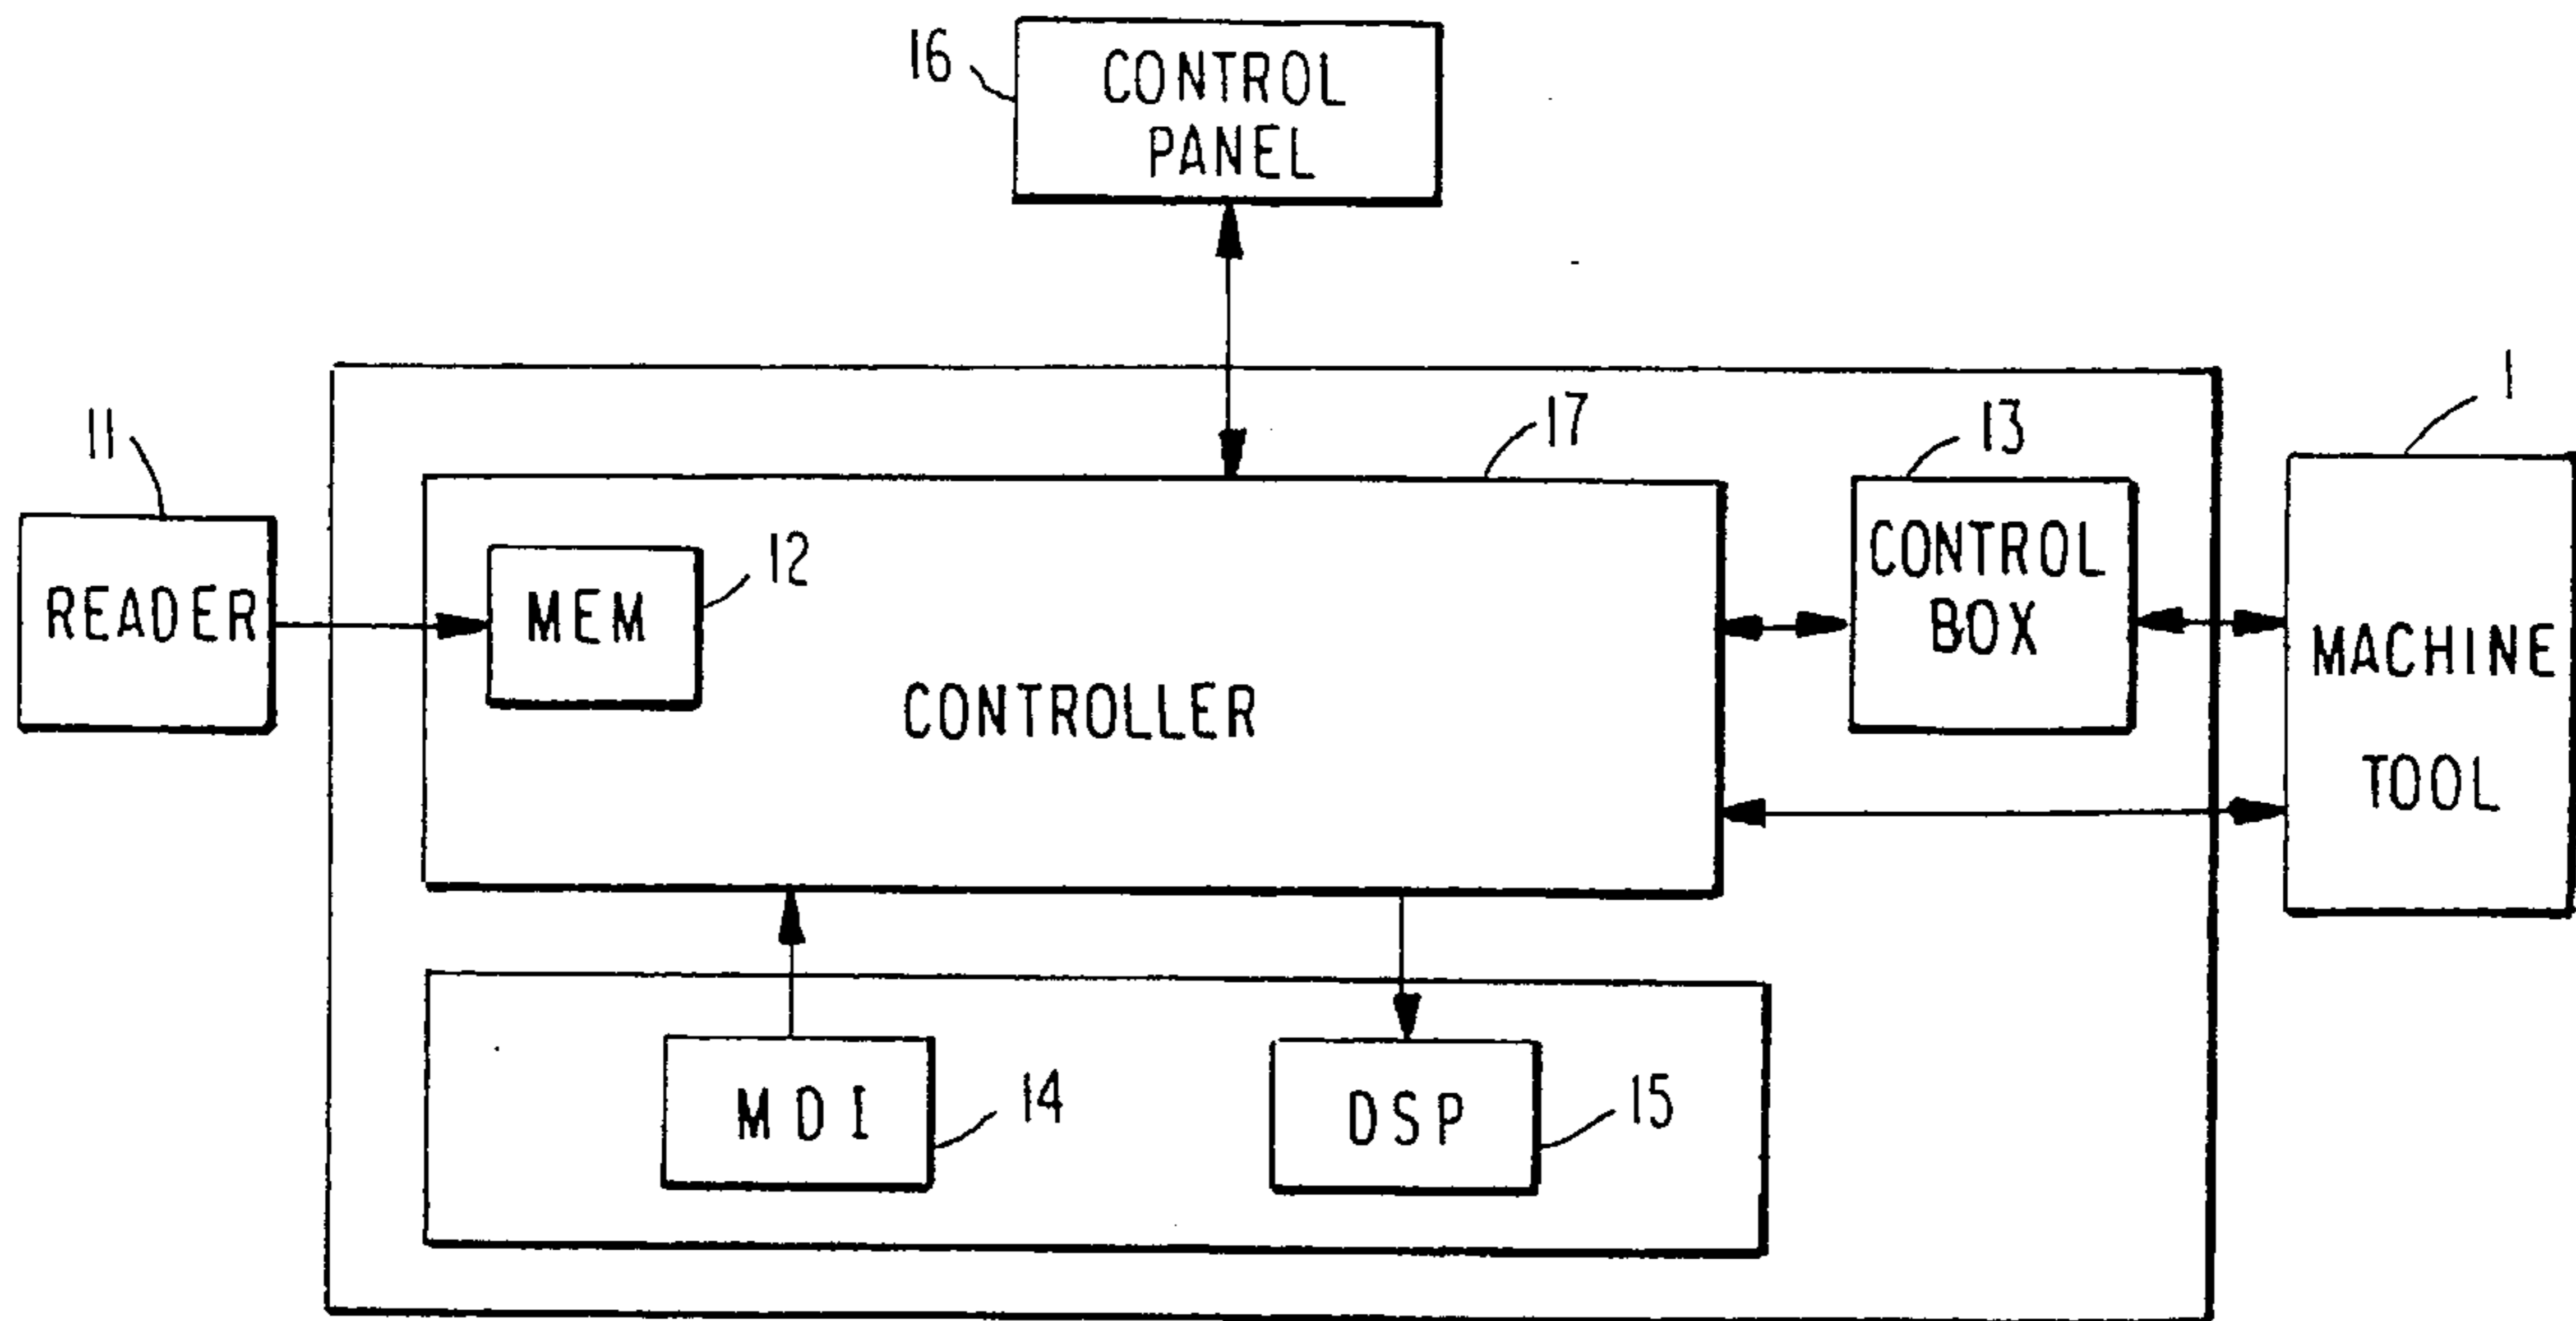 16
CONTROL
PANEL
11
17
13
1
READER
12
MEM
CONTROLLER
CONTROL
BOX
MACHINE
TOOL
MDI
14
DSP
15